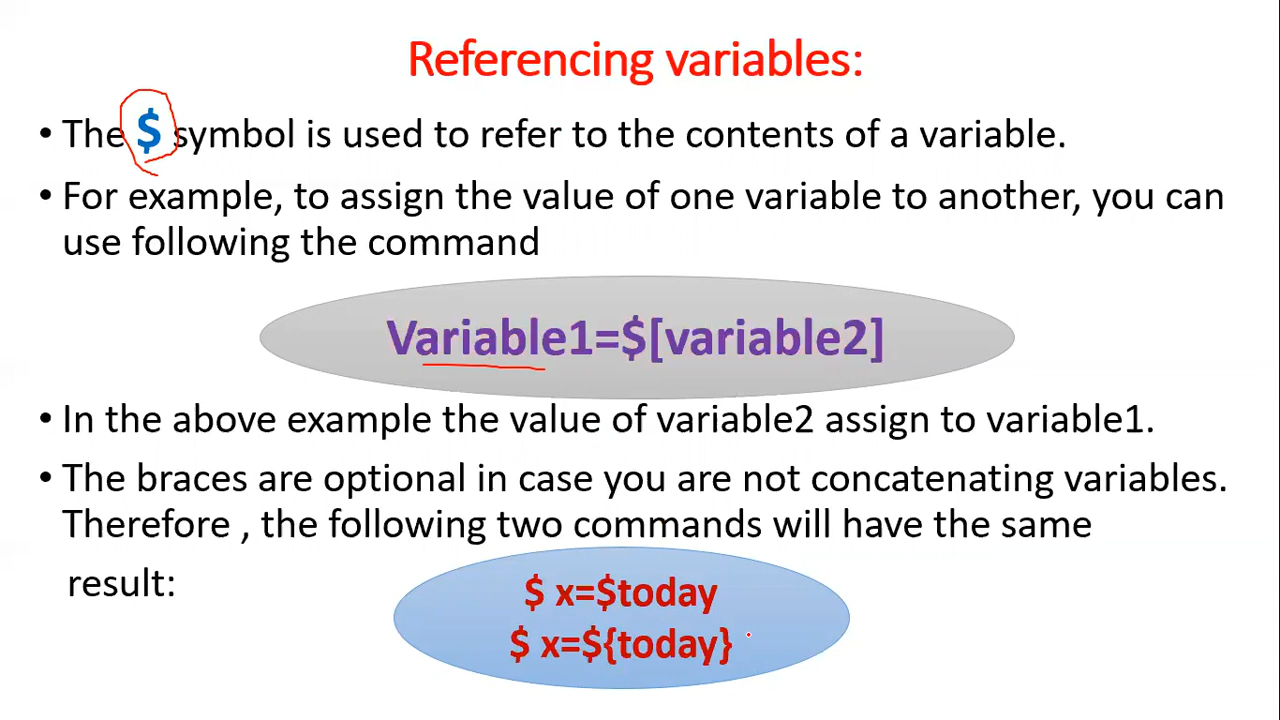 Referencing variables:
• The $ symbol is used to refer to the contents of a variable.
• For example, to assign the value of one variable to another, you can
use following the command
Variable1=$[variable2]
• In the above example the value of variable2 assign to variable1.
• The braces are optional in case you are not concatenating variables.
Therefore , the following two commands will have the same
result:
$ x=$today
$ x=${today}